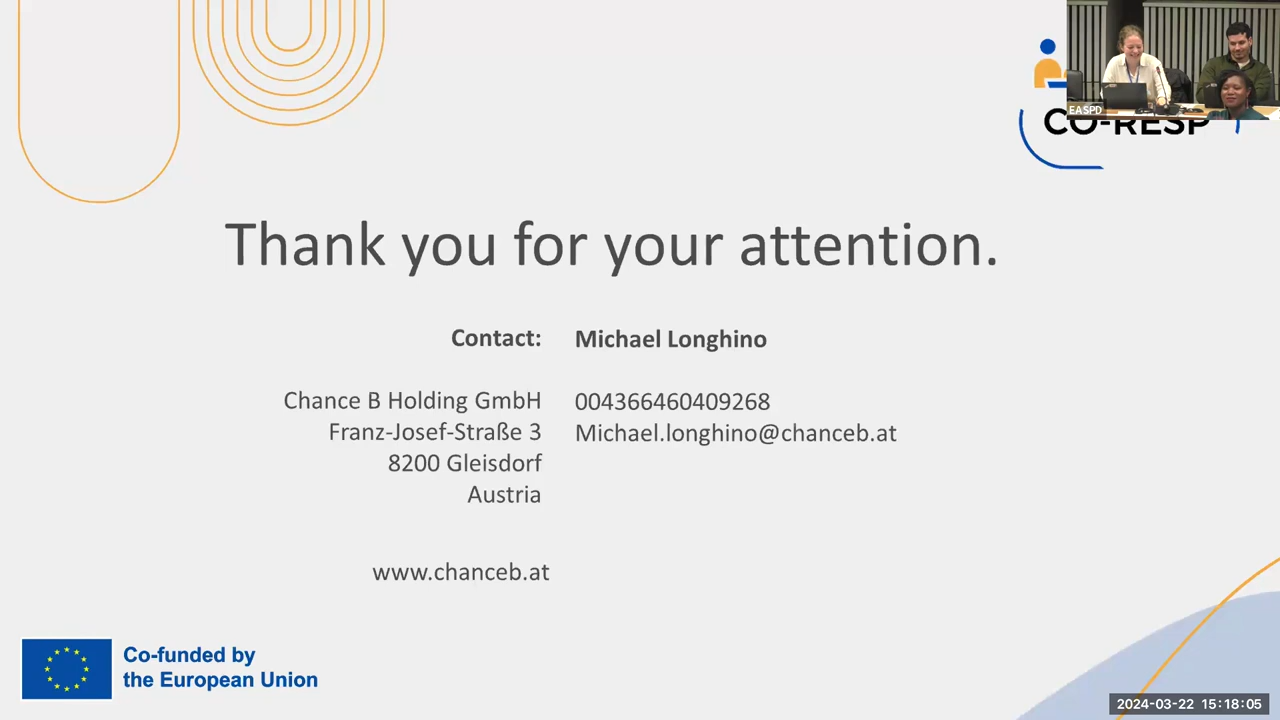 EASPD
CO-RESP
Thank you for your attention.
Contact:
Michael Longhino
Chance B Holding GmbH
Franz-Josef-Straße 3
8200 Gleisdorf
Austria
004366460409268
Michael.longhino@chanceb.at
www.chanceb.at
Co-funded by
the European Union
2024-03-22 15:18:05